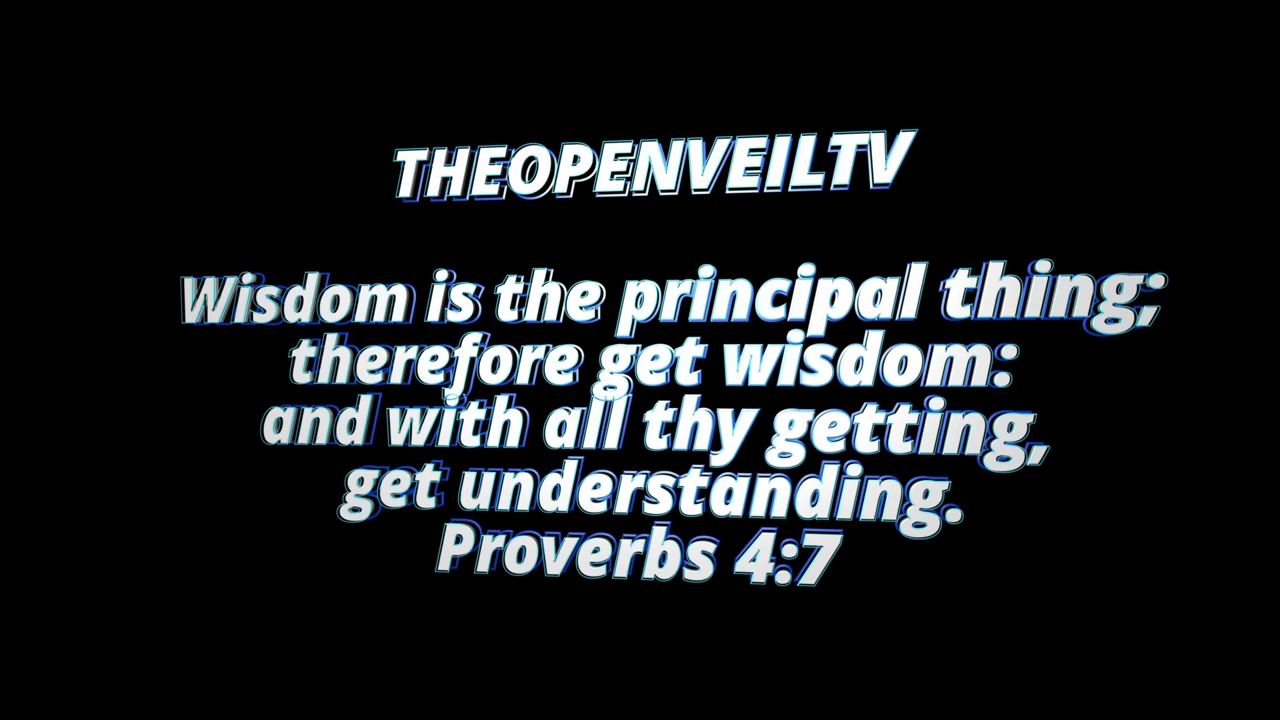 THEOPENVEILTV
Wisdom is the principal thing;
therefore get wisdom:
and with all thy getting,
get understanding.
Proverbs 4:7